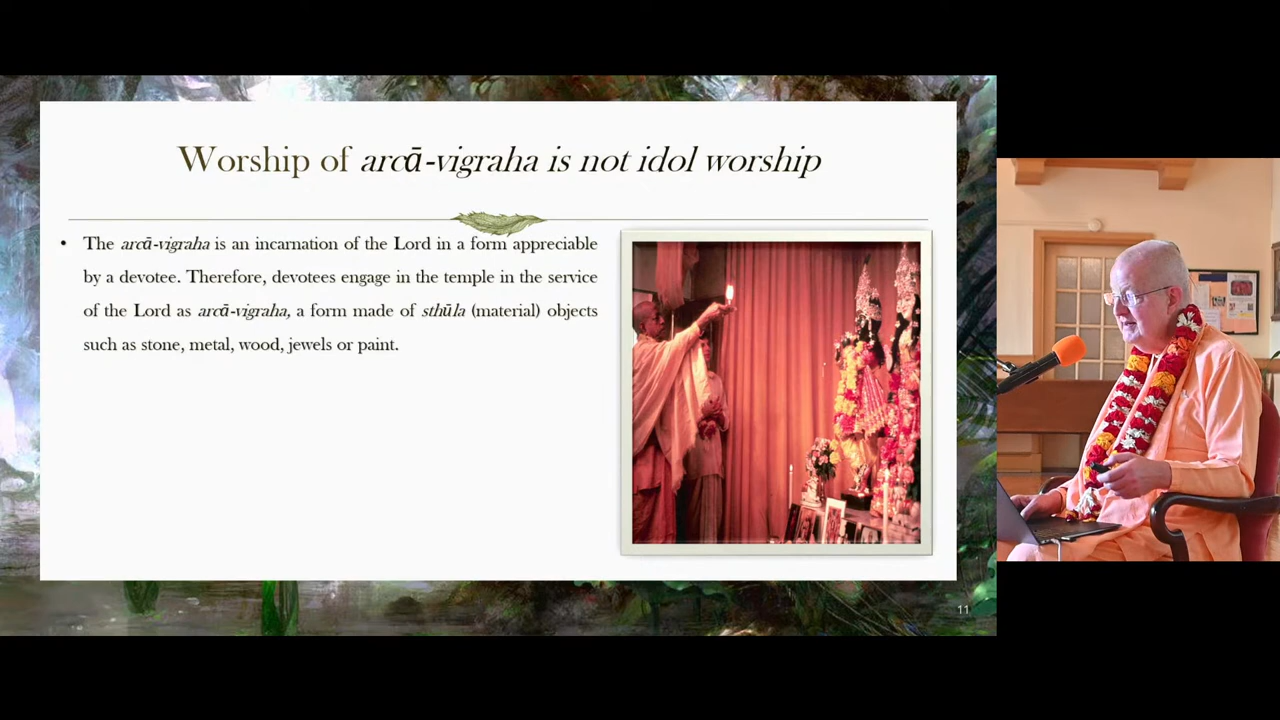 Worship of arcā-vigraha is not idol worship
• The arcā-vigraha is an incarnation of the Lord in a form appreciable
by a devotee. Therefore, devotees engage in the temple in the service
of the Lord as arcā-vigraha, a form made of sthūla (material) objects
such as stone, metal, wood, jewels or paint.
11